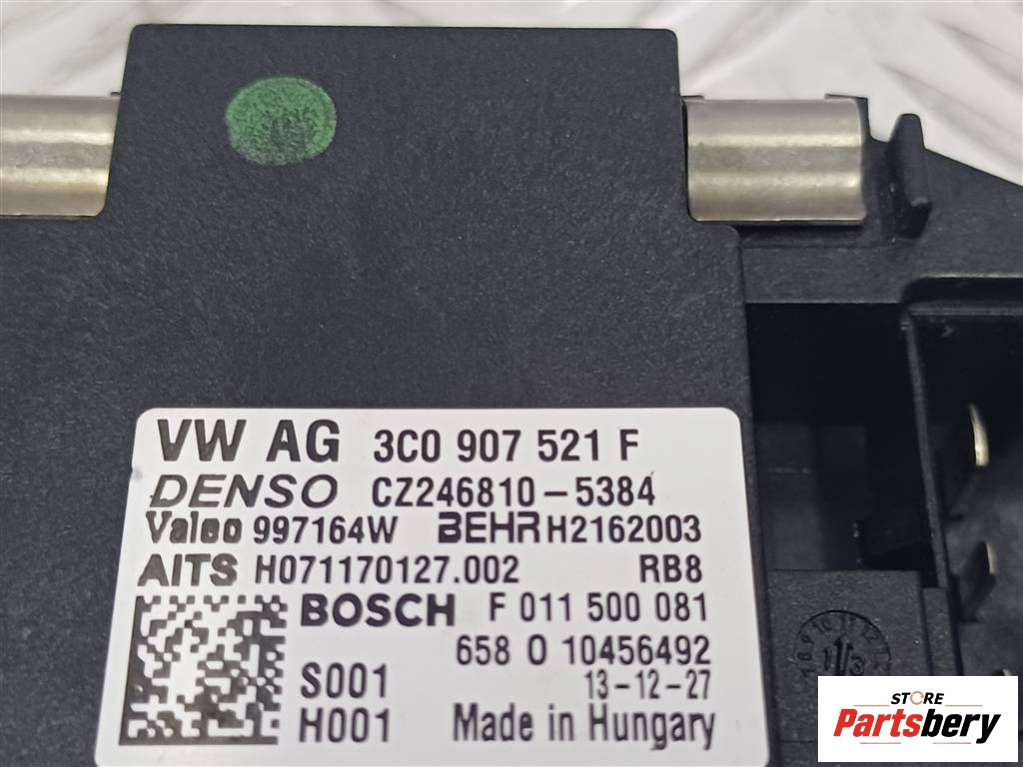 VW AG 3C0 907 521 F
DENSO CZ246810-5384
Valeo 997164W BEHR H2162003
AITS H071170127.002 RB8
BOSCH F 011 500 081
658 0 10456492
S001 13-12-27
H001 Made in Hungary
STORE
Partsbery